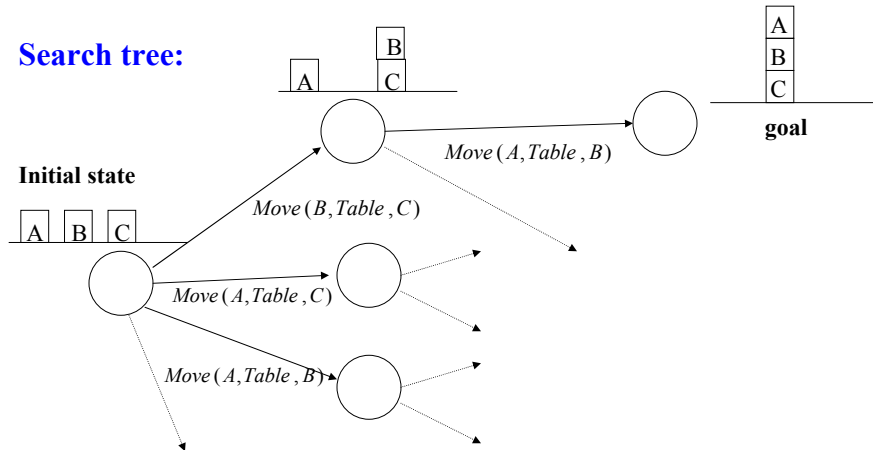 Search tree:
A
B
C
A
B
C
goal
Move(A,Table,B)
Initial state
A B C
Move(B,Table,C)
Move(A,Table,C)
Move(A,Table,B)